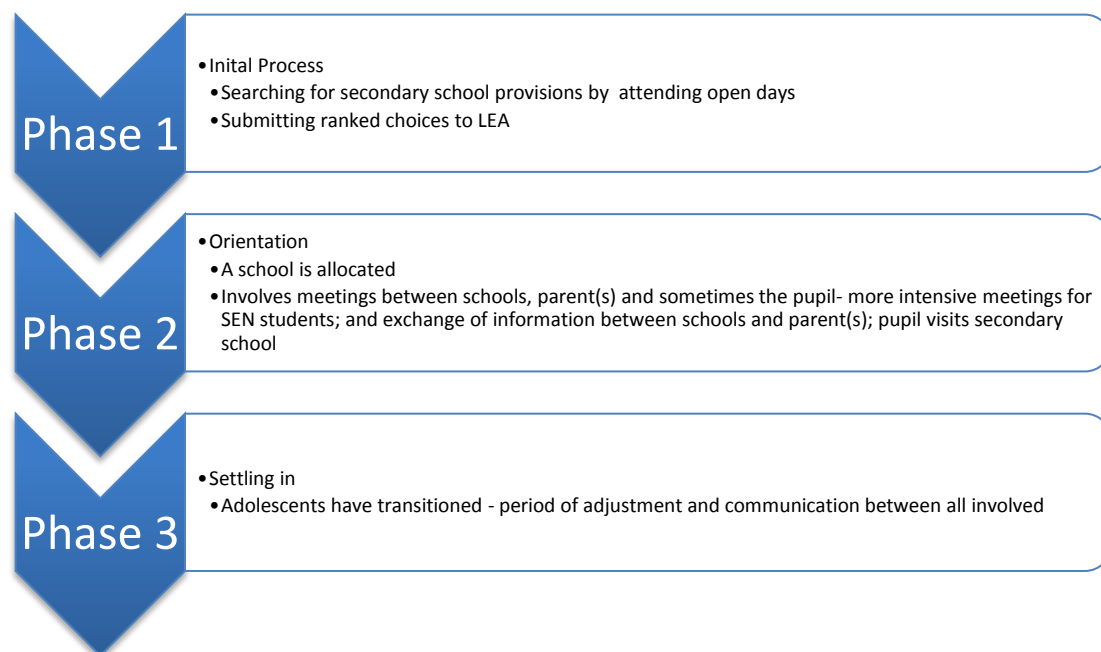 Phase 1
•Inital Process
•Searching for secondary school provisions by attending open days
•Submitting ranked choices to LEA
Phase 2
•Orientation
•A school is allocated
•Involves meetings between schools, parent(s) and sometimes the pupil- more intensive meetings for
SEN students; and exchange of information between schools and parent(s); pupil visits secondary
school
Phase 3
•Settling in
•Adolescents have transitioned - period of adjustment and communication between all involved